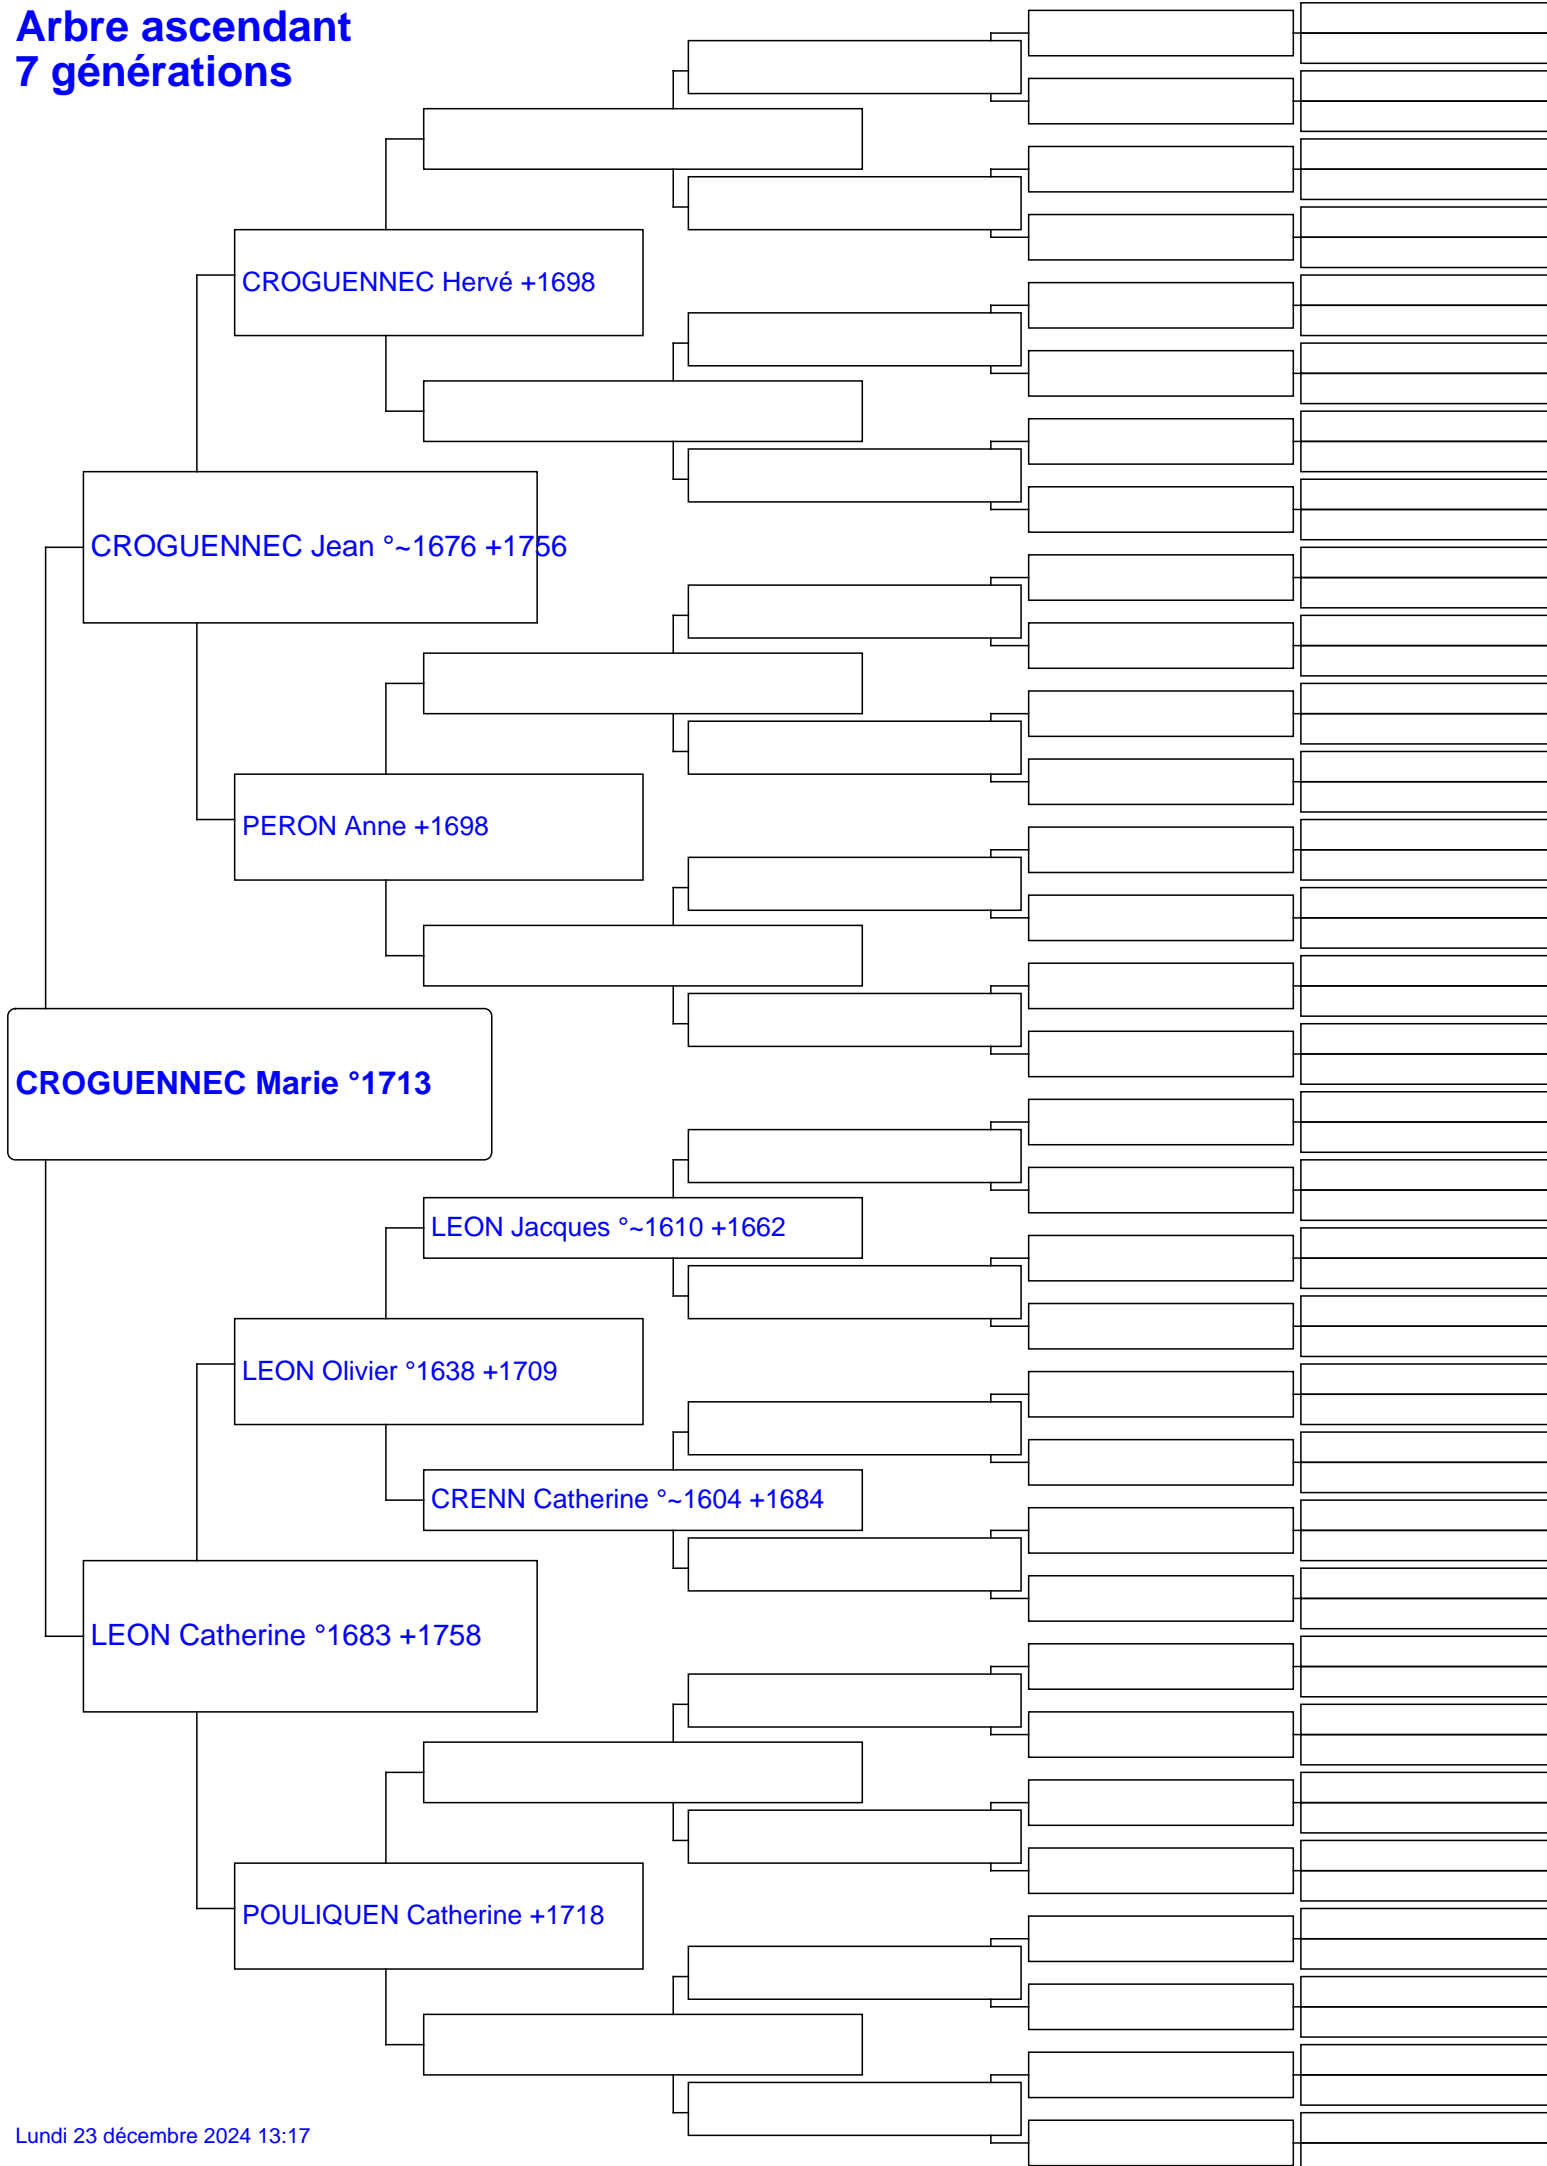 Arbre ascendant
7 générations
CROGUENNEC Hervé +1698
CROGUENNEC Jean °~1676 +1756
PERON Anne +1698
CROGUENNEC Marie °1713
LEON Jacques °~1610 +1662
LEON Olivier °1638 +1709
CRENN Catherine °~1604 +1684
LEON Catherine °1683 +1758
POULIQUEN Catherine +1718
Lundi 23 décembre 2024 13:17